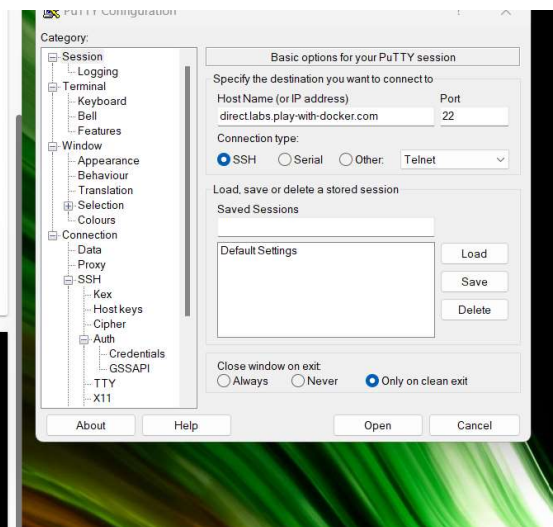 PuTTY Configuration
Category:
Session
Logging
Terminal
Keyboard
Bell
Features
Window
Appearance
Behaviour
Translation
Selection
Colours
Connection
Data
Proxy
SSH
Kex
Host keys
Cipher
Auth
Credentials
GSSAPI
TTY
X11
Basic options for your PuTTY session
Specify the destination you want to connect to
Host Name (or IP address) Port
direct.labs.play-with-docker.com 22
Connection type:
SSH Serial Other: Telnet
Load, save or delete a stored session
Saved Sessions
Default Settings
Load
Save
Delete
Close window on exit:
Always Never Only on clean exit
About Help Open Cancel